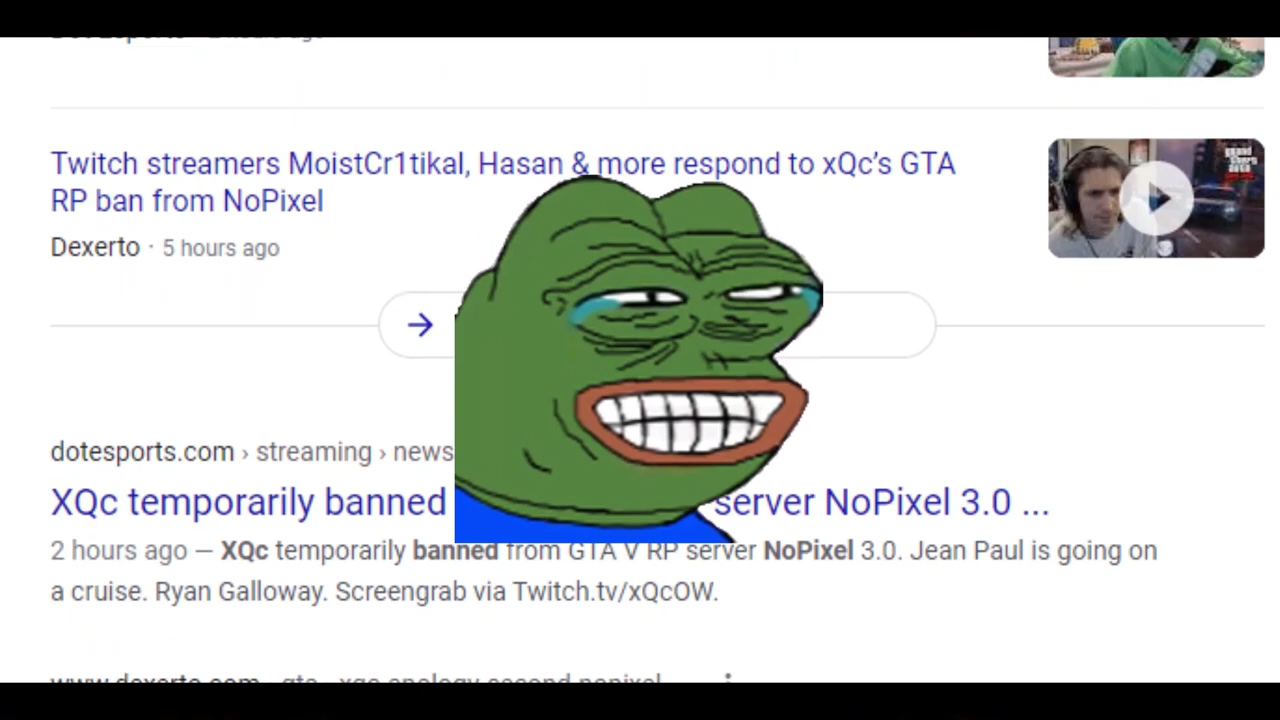 Twitch streamers MoistCr1tikal, Hasan & more respond to xQc’s GTA
RP ban from NoPixel
Dexerto · 5 hours ago
dotesports.com › streaming › news
XQc temporarily banned server NoPixel 3.0 ...
2 hours ago — XQc temporarily banned from GTA V RP server NoPixel 3.0. Jean Paul is going on
a cruise. Ryan Galloway. Screengrab via Twitch.tv/xQcOW.